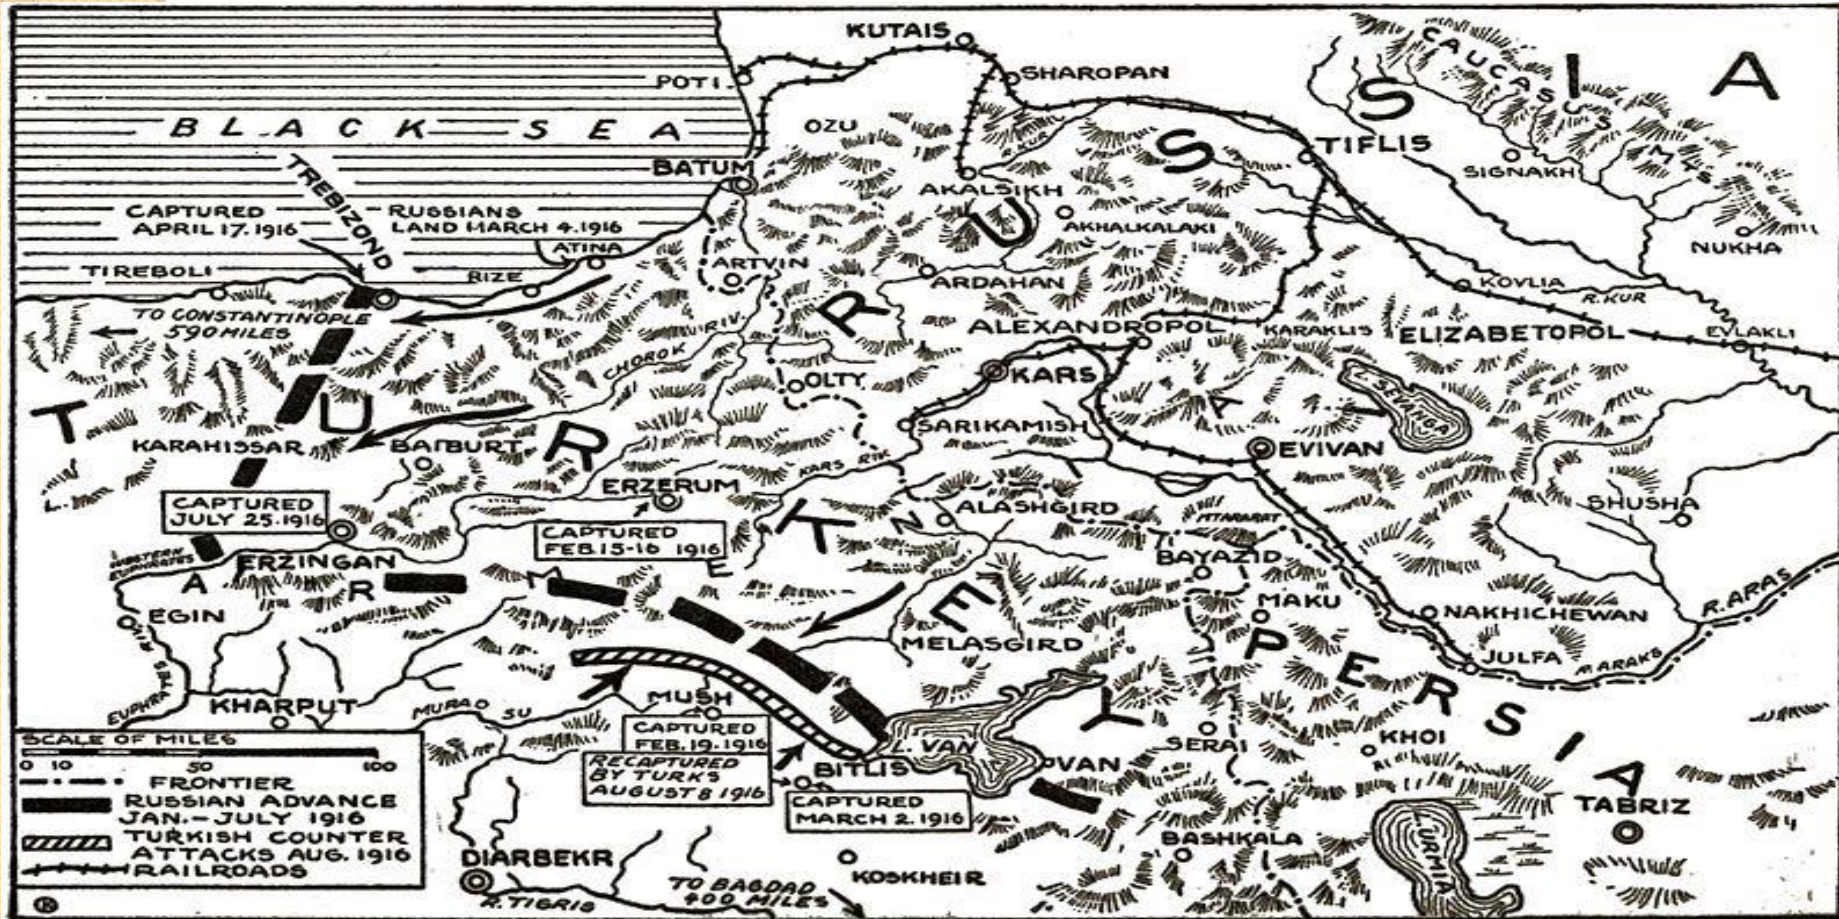 KUTAIS
SHAROPAN
CAUCASUS MTS
POTI
RUSSIA
OZU
BLACK SEA
TIFLIS
BATUM
R. KUR
SIGNAKH
TREBIZOND
AKALSIKH
CAPTURED
APRIL 17. 1916
RUSSIANS
LAND MARCH 4. 1916
AKHALKALAKI
NUKHA
ATINA
ARTVIN
TIREBOLI
RIZE
ARDAHAN
KOVLIA
R. KUR
TO CONSTANTINOPLE
590 MILES
CHOROK RIV.
ALEXANDROPOL
KARAKLIS
ELIZABETOPOL
EVLAKLI
OLTY
KARS
L. SEVANGA
TURKEY
KARAHISSAR
BAIBURT
SARIKAMISH
EVIVAN
ERZERUM
SHUSHA
CAPTURED
JULY 25. 1916
CAPTURED
FEB. 15-16 1916
ALASHGIRD
MT ARARAT
WESTERN
EUPHRATES
ERZINGAN
ARMENIA
BAYAZID
R. ARAS
EGIN
MAKU
NAKHICHEWAN
MELASGIRD
PERSIA
JULFA
R. ARAKS
EUPHRATES RIV.
KHARPUT
MURAD SU
MUSH
CAPTURED
FEB. 19. 1916
L. VAN
SERAI
KHOI
RECAPTURED
BY TURKS
AUGUST 8 1916
BITLIS
VAN
CAPTURED
MARCH 2. 1916
TABRIZ
BASHKALA
L. URMIA
DIARBEKR
KOSKHEIR
R. TIGRIS
TO BAGDAD
400 MILES
SCALE OF MILES
0 10 50 100
FRONTIER
RUSSIAN ADVANCE
JAN. - JULY 1916
TURKISH COUNTER
ATTACKS AUG. 1916
RAILROADS